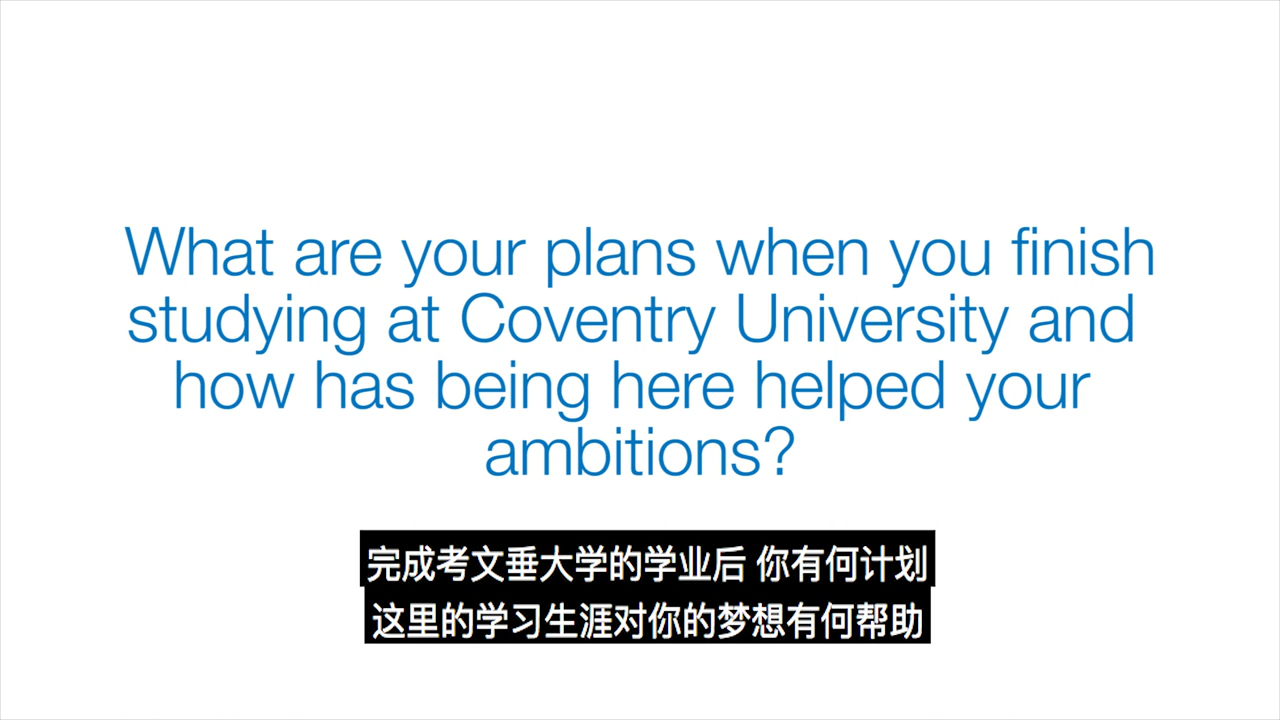 What are your plans when you finish
studying at Coventry University and
how has being here helped your
ambitions?
完成考文垂大学的学业后 你有何计划
这里的学习生涯对你的梦想有何帮助